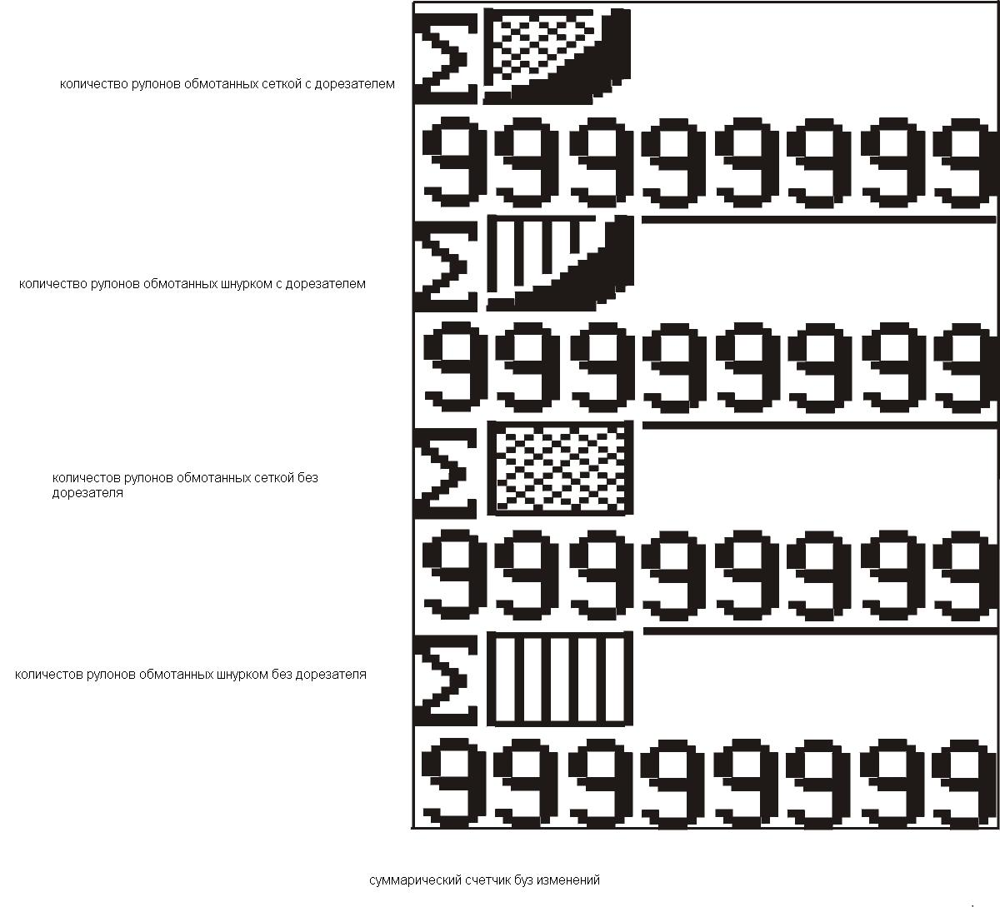 Σ
количество рулонов обмотанных сеткой с дорезателем
99999999
Σ
количество рулонов обмотанных шнурком с дорезателем
99999999
Σ
количестов рулонов обмотанных сеткой без
дорезателя
99999999
Σ
количестов рулонов обмотанных шнурком без дорезателя
99999999
суммарический счетчик буз изменений
.